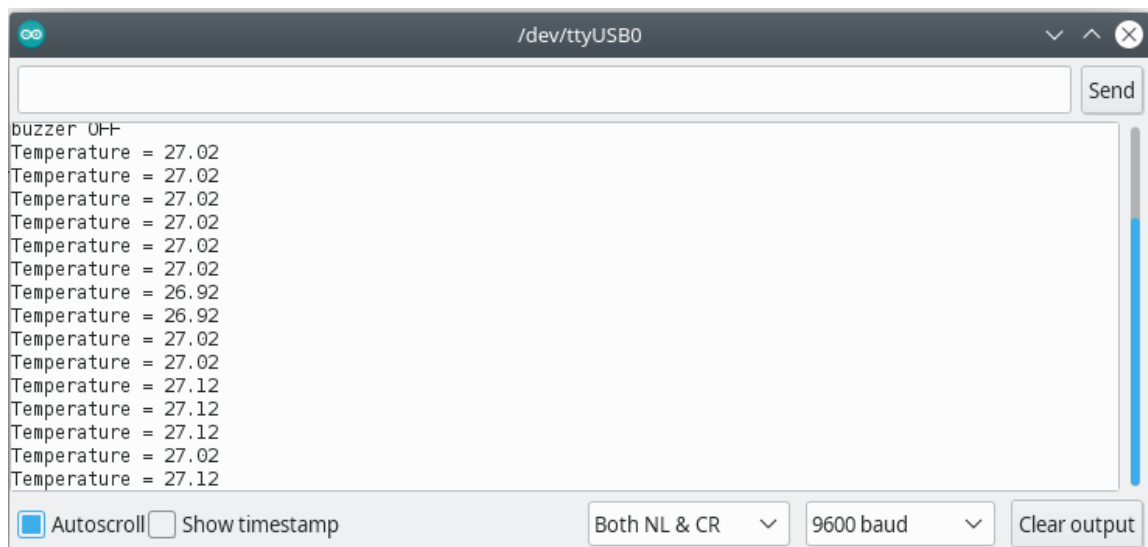 /dev/ttyUSB0
Send
buzzer OFF
Temperature = 27.02
Temperature = 27.02
Temperature = 27.02
Temperature = 27.02
Temperature = 27.02
Temperature = 27.02
Temperature = 26.92
Temperature = 26.92
Temperature = 27.02
Temperature = 27.02
Temperature = 27.12
Temperature = 27.12
Temperature = 27.12
Temperature = 27.02
Temperature = 27.12
Autoscroll Show timestamp Both NL & CR 9600 baud Clear output